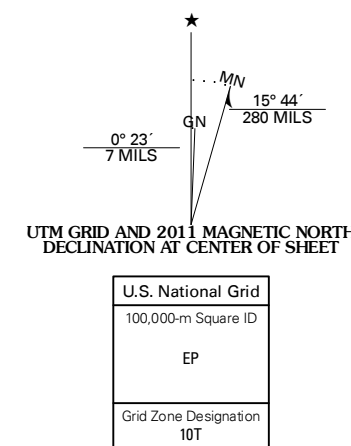 ★
MN
15° 44´
280 MILS
GN
0° 23´
7 MILS
UTM GRID AND 2011 MAGNETIC NORTH
DECLINATION AT CENTER OF SHEET
U.S. National Grid
100,000-m Square ID
EP
Grid Zone Designation
10T